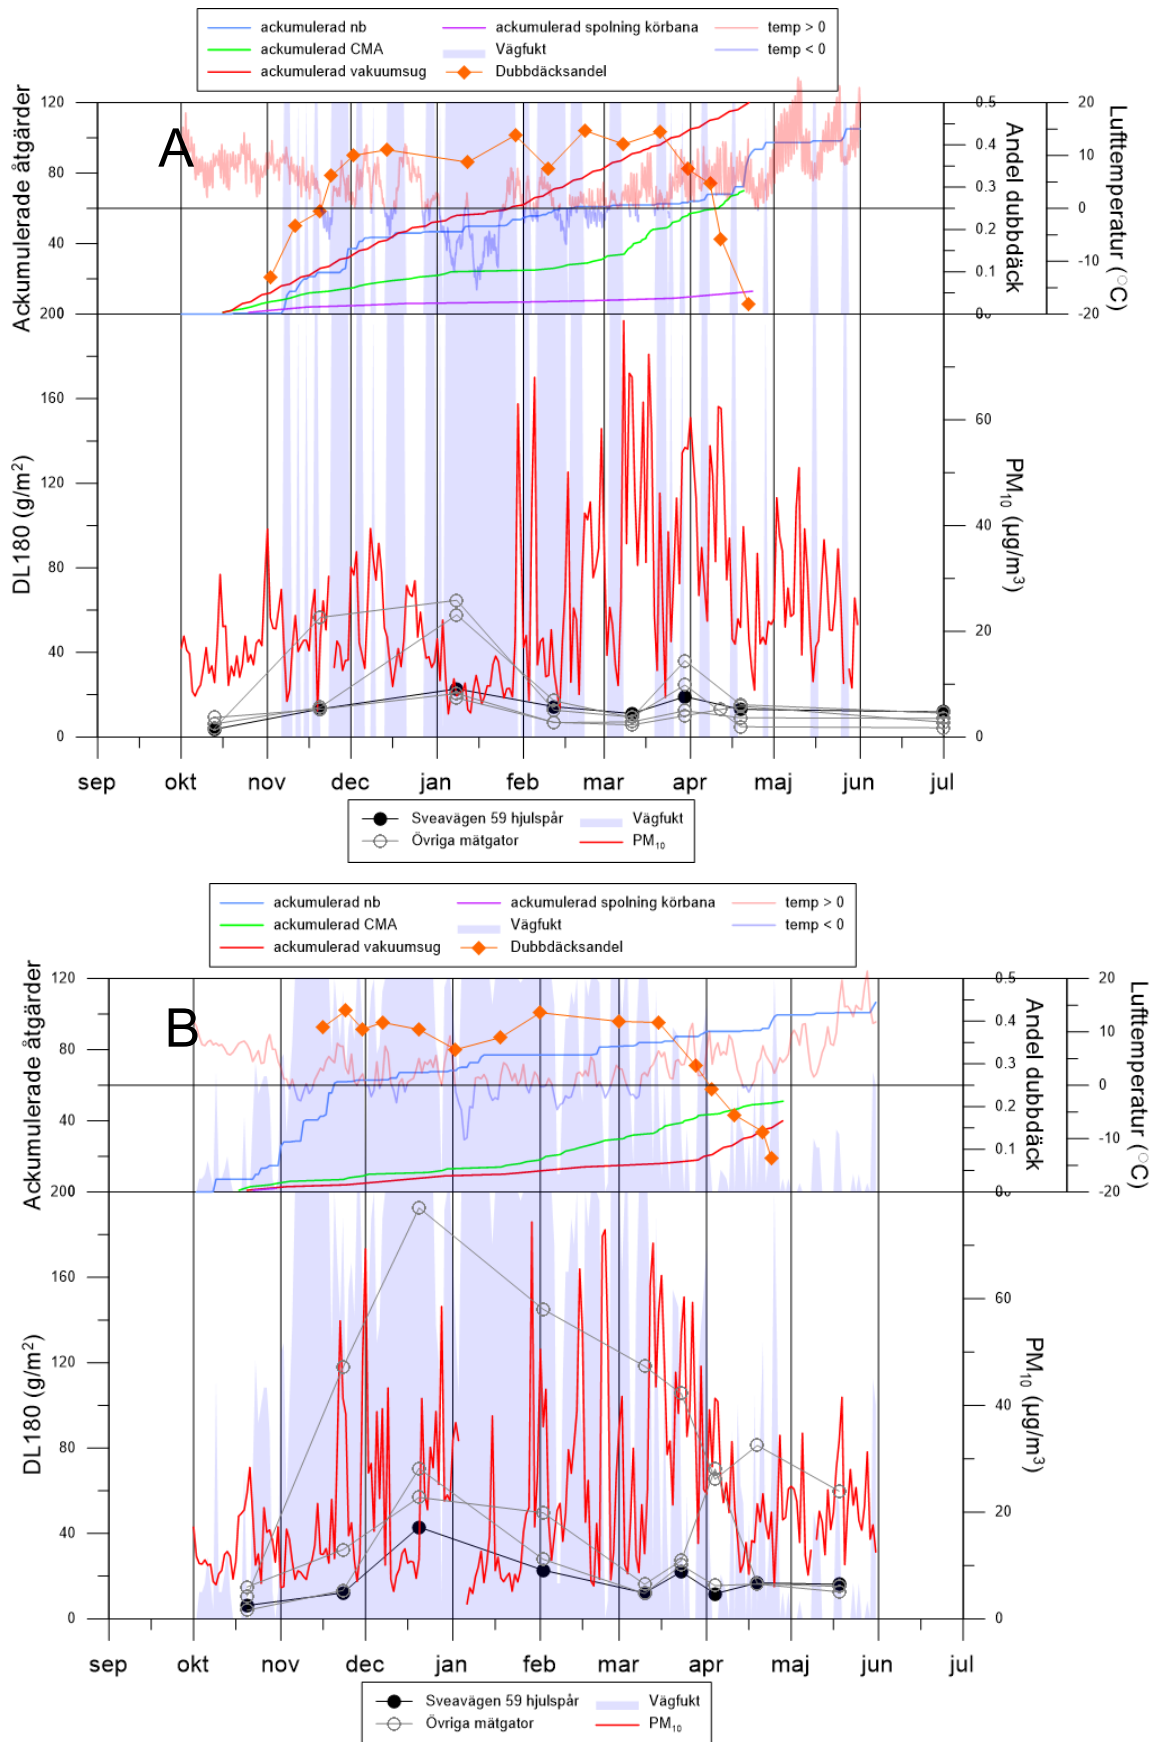 ackumulerad nb
ackumulerad CMA
ackumulerad vakuumsug
ackumulerad spolning körbana
Vägfukt
Dubbdäcksandel
temp > 0
temp < 0
A
Ackumulerade åtgärder
120
80
40
0
0.5
0.4
0.3
0.2
0.1
0
Andel dubbdäck
20
10
0
-10
-20
Lufttemperatur (°C)
DL180 (g/m²)
200
160
120
80
40
0
60
40
20
0
PM₁₀ (µg/m³)
sep okt nov dec jan feb mar apr maj jun jul
Sveavägen 59 hjulspår
Övriga mätgator
Vägfukt
PM₁₀
ackumulerad nb
ackumulerad CMA
ackumulerad vakuumsug
ackumulerad spolning körbana
Vägfukt
Dubbdäcksandel
temp > 0
temp < 0
B
Ackumulerade åtgärder
120
80
40
0
0.5
0.4
0.3
0.2
0.1
0
Andel dubbdäck
20
10
0
-10
-20
Lufttemperatur (°C)
DL180 (g/m²)
200
160
120
80
40
0
60
40
20
0
PM₁₀ (µg/m³)
sep okt nov dec jan feb mar apr maj jun jul
Sveavägen 59 hjulspår
Övriga mätgator
Vägfukt
PM₁₀